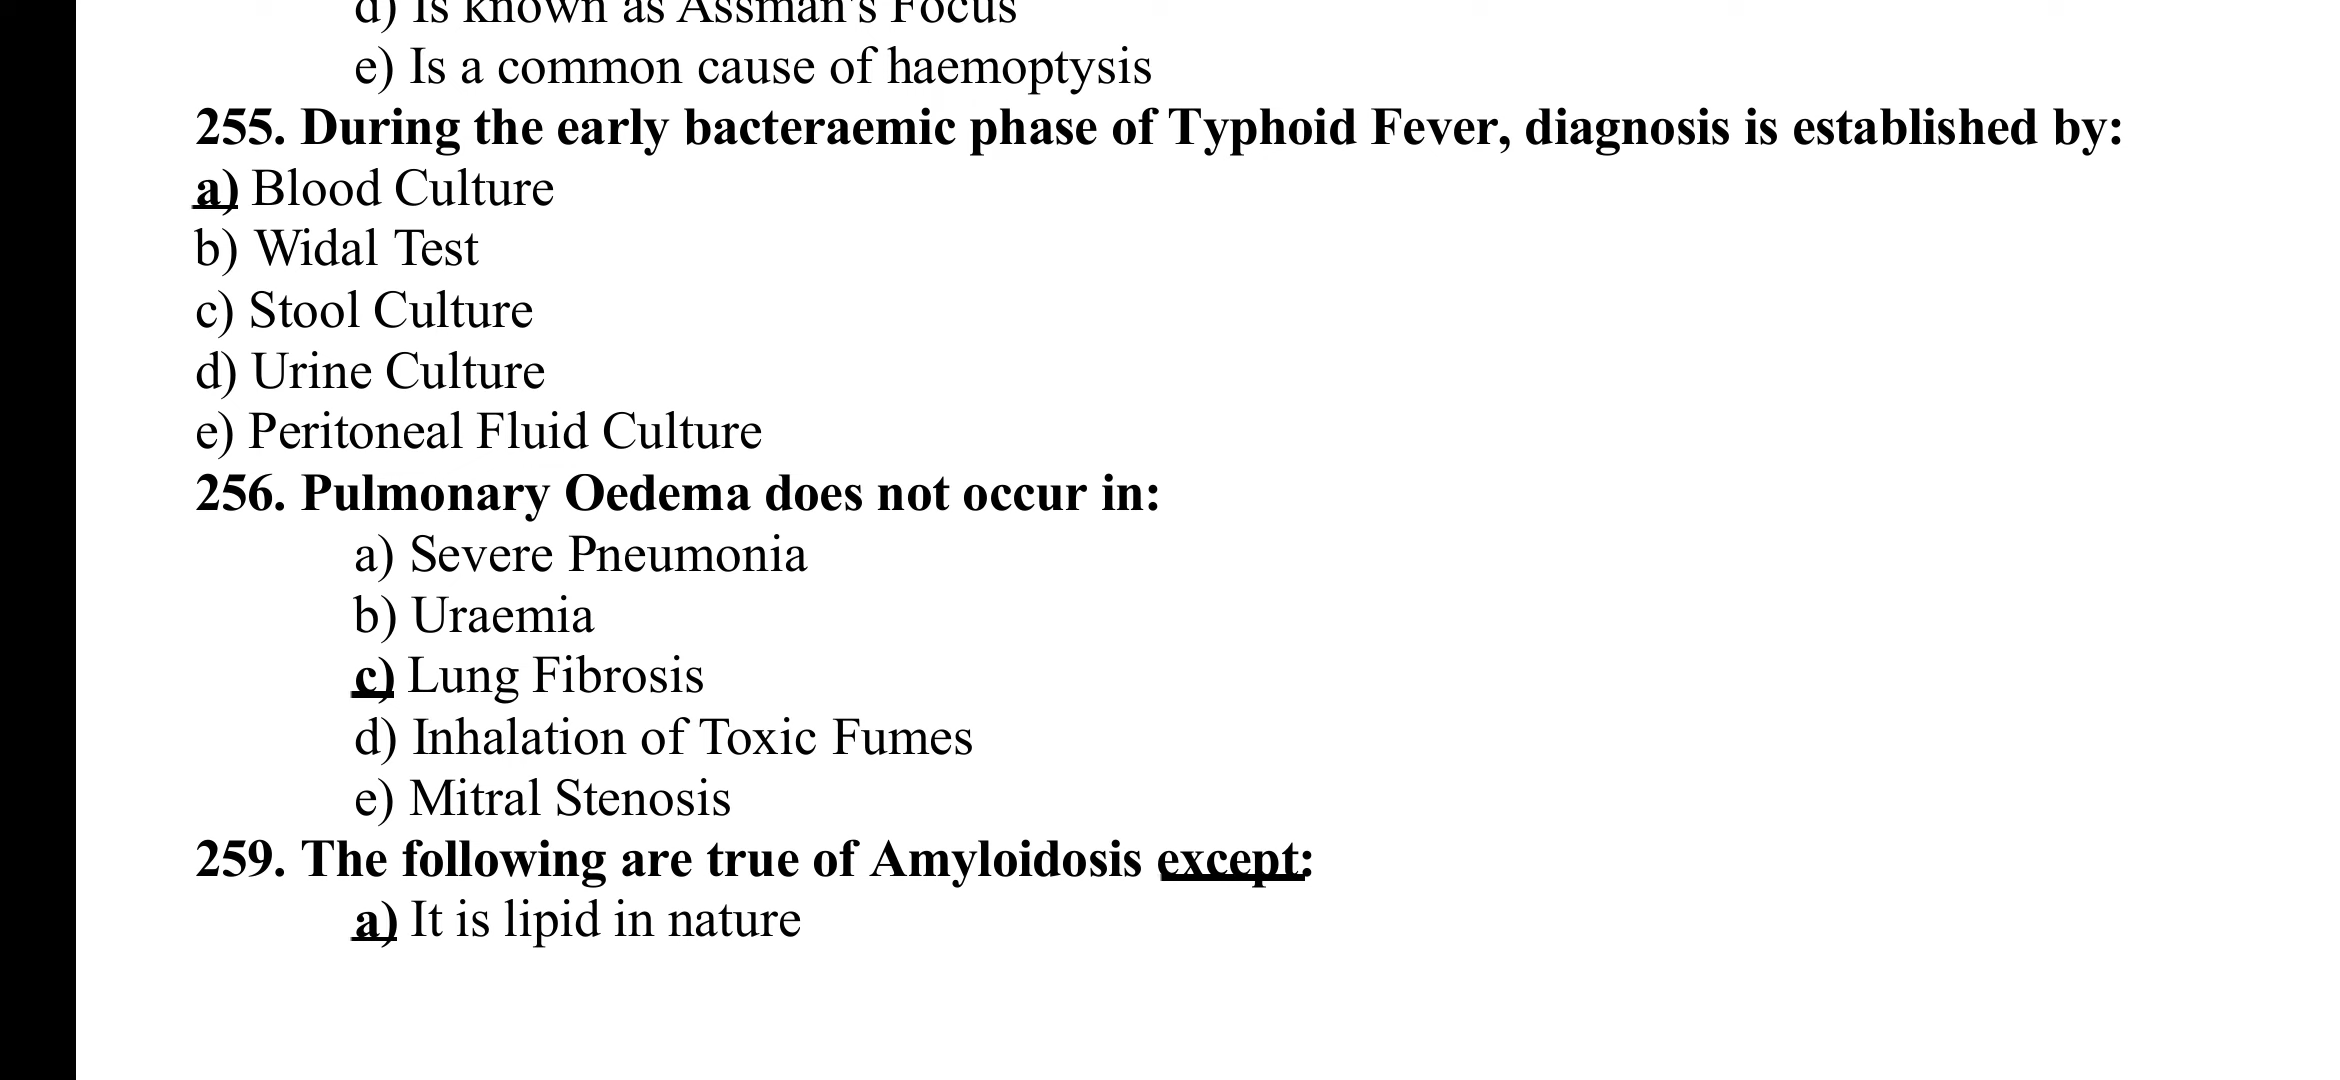 d) Is known as Assman's Focus
e) Is a common cause of haemoptysis
255. During the early bacteraemic phase of Typhoid Fever, diagnosis is established by:
a) Blood Culture
b) Widal Test
c) Stool Culture
d) Urine Culture
e) Peritoneal Fluid Culture
256. Pulmonary Oedema does not occur in:
a) Severe Pneumonia
b) Uraemia
c) Lung Fibrosis
d) Inhalation of Toxic Fumes
e) Mitral Stenosis
259. The following are true of Amyloidosis except:
a) It is lipid in nature